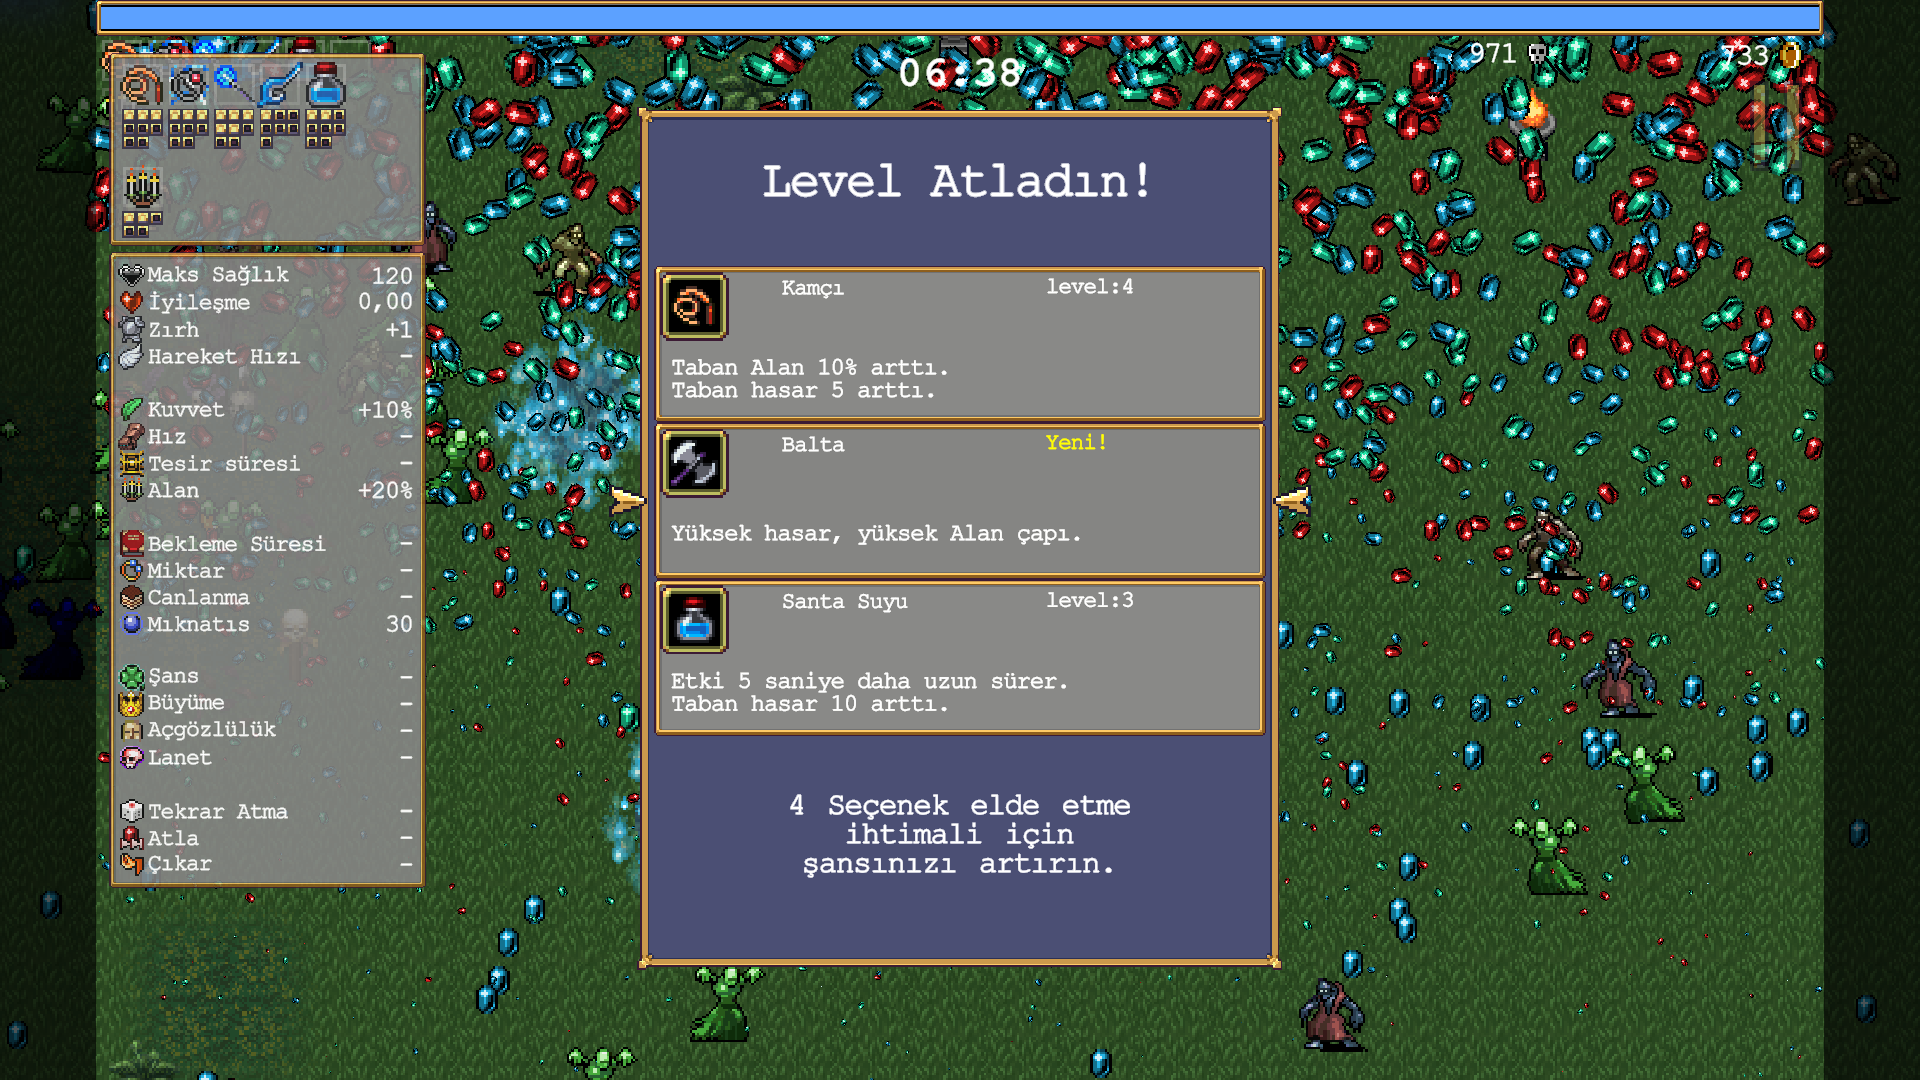 06:38
971
733
Maks Sağlık 120
İyileşme 0,00
Zırh +1
Hareket Hızı -
Kuvvet +10%
Hız -
Tesir süresi -
Alan +20%
Bekleme Süresi -
Miktar -
Canlanma -
Mıknatıs 30
Şans -
Büyüme -
Açgözlülük -
Lanet -
Tekrar Atma -
Atla -
Çıkar -
Level Atladın!
Kamçı level:4
Taban Alan 10% arttı.
Taban hasar 5 arttı.
Balta Yeni!
Yüksek hasar, yüksek Alan çapı.
Santa Suyu level:3
Etki 5 saniye daha uzun sürer.
Taban hasar 10 arttı.
4 Seçenek elde etme
ihtimali için
şansınızı artırın.